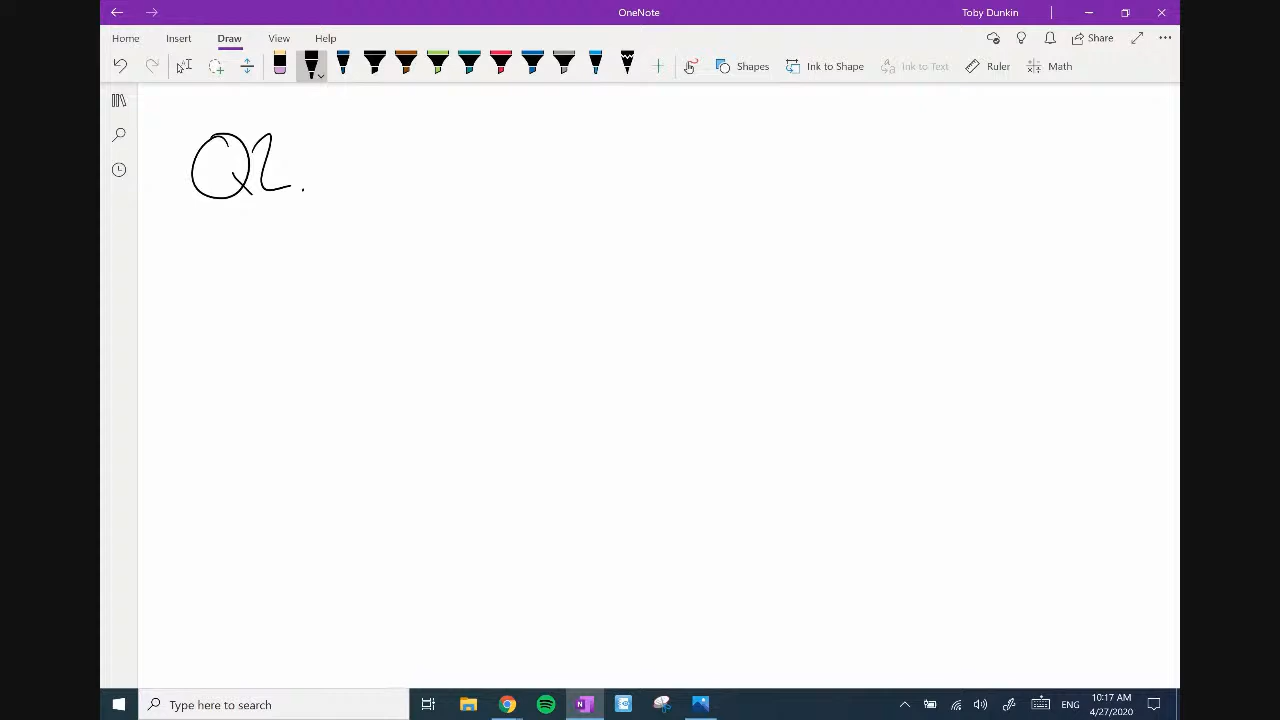 OneNote
Toby Dunkin
Home Insert Draw View Help
Share
Shapes Ink to Shape Ink to Text Ruler Math
Q2.
Type here to search
ENG
10:17 AM
4/27/2020